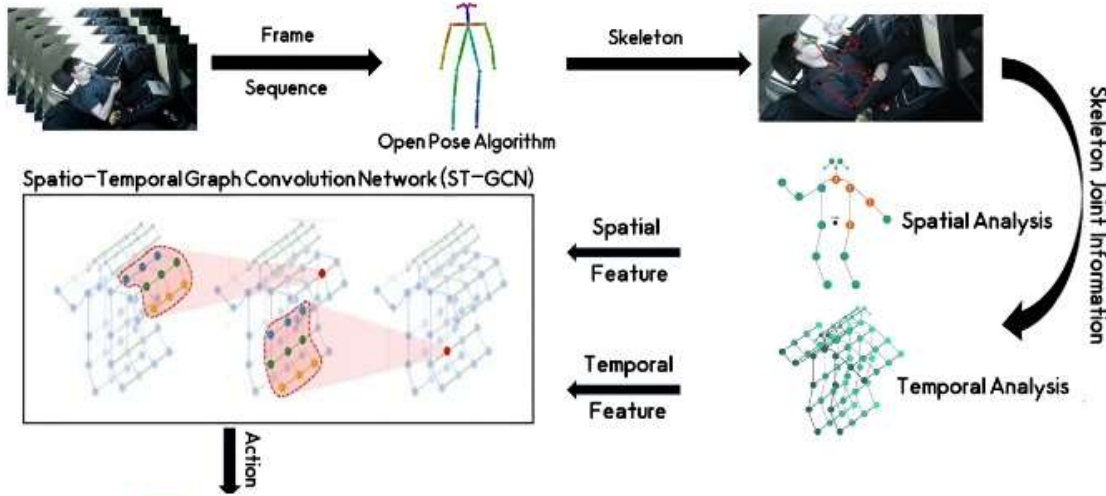 Frame
Sequence
Skeleton
Open Pose Algorithm
Skeleton Joint Information
Spatio-Temporal Graph Convolution Network (ST-GCN)
Spatial
Feature
Spatial Analysis
Temporal
Feature
Temporal Analysis
Action